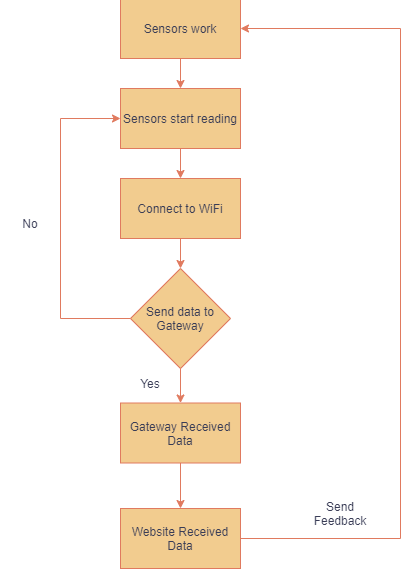 Sensors work
Sensors start reading
Connect to WiFi
No
Send data to
Gateway
Yes
Gateway Received
Data
Send
Feedback
Website Received
Data